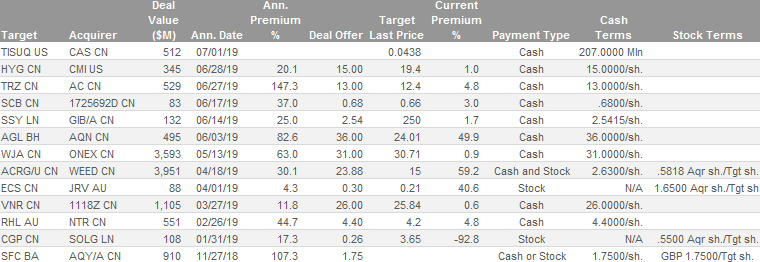 Deal Ann. Target Current
Value Premium Last Price Premium Cash
Target Acquirer ($M) Ann. Date % Deal Offer % Payment Type Terms Stock Terms
TISUQ US CAS CN 512 07/01/19 0.0438 Cash 207.0000 Mln
HYG CN CMI US 345 06/28/19 20.1 15.00 19.4 1.0 Cash 15.0000/sh.
TRZ CN AC CN 529 06/27/19 147.3 13.00 12.4 4.8 Cash 13.0000/sh.
SCB CN 1725692D CN 83 06/17/19 37.0 0.68 0.66 3.0 Cash .6800/sh.
SSY LN GIB/A CN 132 06/14/19 25.0 2.54 250 1.7 Cash 2.5415/sh.
AGL BH AQN CN 495 06/03/19 82.6 36.00 24.01 49.9 Cash 36.0000/sh.
WJA CN ONEX CN 3,593 05/13/19 63.0 31.00 30.71 0.9 Cash 31.0000/sh.
ACRG/U CN WEED CN 3,951 04/18/19 30.1 23.88 15 59.2 Cash and Stock 2.6300/sh. .5818 Aqr sh./Tgt sh.
ECS CN JRV AU 88 04/01/19 4.3 0.30 0.21 40.6 Stock N/A 1.6500 Aqr sh./Tgt sh.
VNR CN 1118Z CN 1,105 03/27/19 11.8 26.00 25.84 0.6 Cash 26.0000/sh.
RHL AU NTR CN 551 02/26/19 44.7 4.40 4.2 4.8 Cash 4.4000/sh.
CGP CN SOLG LN 108 01/31/19 17.3 0.26 3.65 -92.8 Stock N/A .5500 Aqr sh./Tgt sh.
SFC BA AQY/A CN 910 11/27/18 107.3 1.75 Cash or Stock 1.7500/sh. GBP 1.7500/Tgt sh.